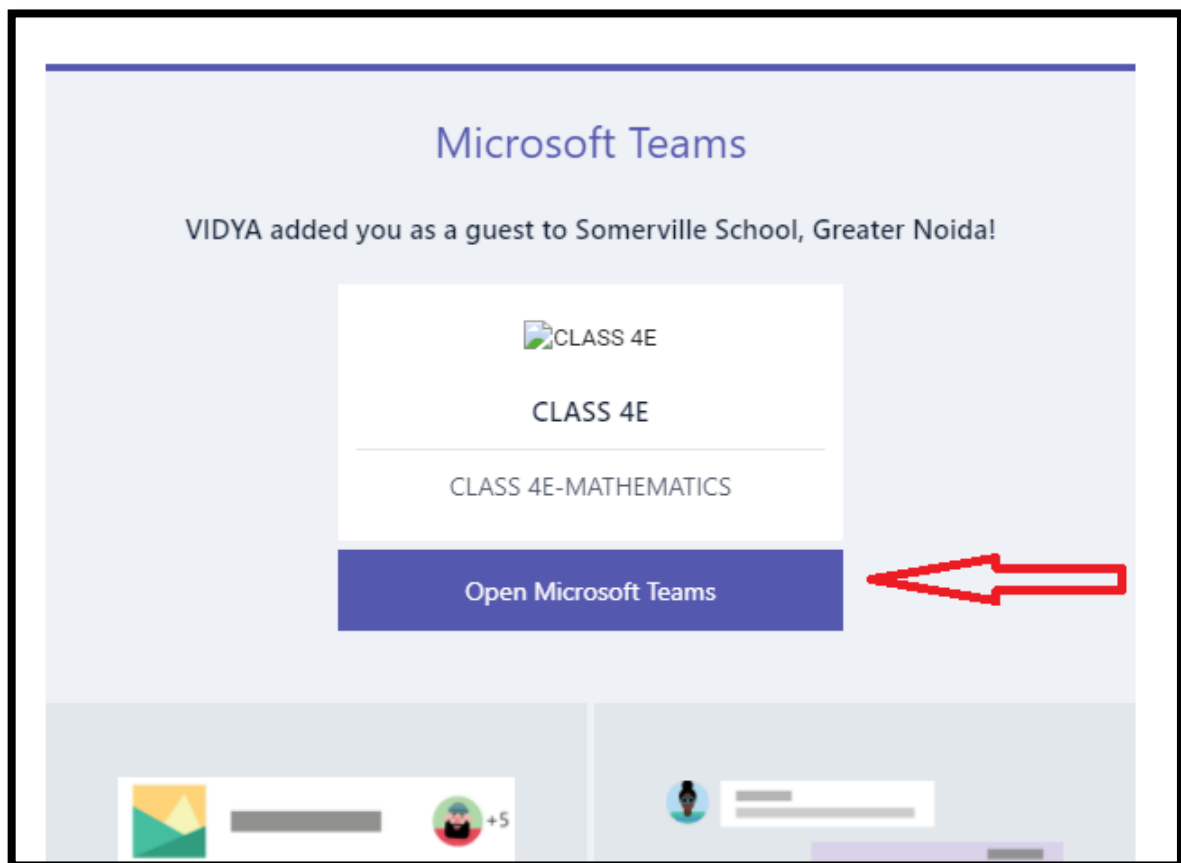 Microsoft Teams
VIDYA added you as a guest to Somerville School, Greater Noida!
CLASS 4E
CLASS 4E
CLASS 4E-MATHEMATICS
Open Microsoft Teams
+5